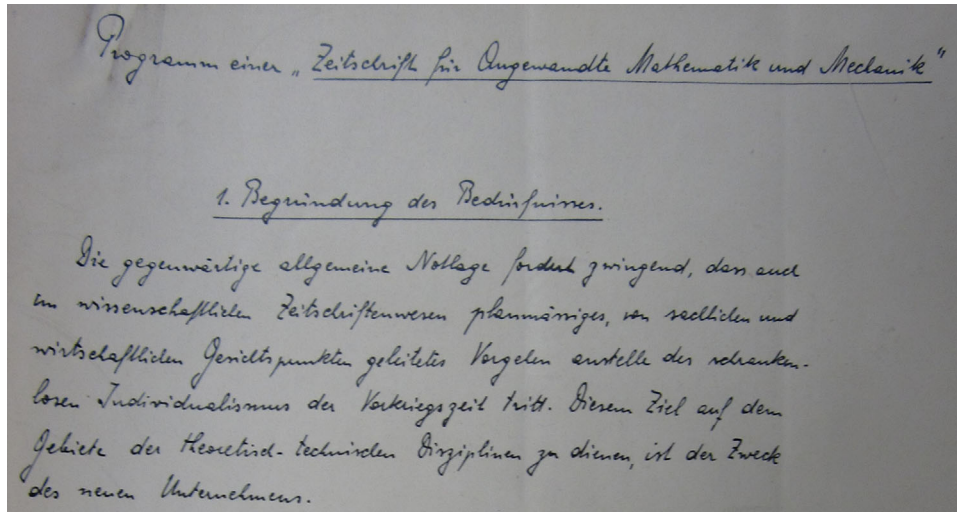 Programm einer „Zeitschrift für Angewandte Mathematik und Mechanik“
1. Begründung des Bedürfnisses.
Die gegenwärtige allgemeine Notlage fordert zwingend, dass auch
im wissenschaftlichen Zeitschriftenwesen planmässiges, von sachlichen und
wirtschaftlichen Gesichtspunkten geleitetes Vorgehen anstelle des schranken-
losen Individualismus der Vorkriegszeit tritt. Diesem Ziel auf dem
Gebiete der theoretisch-technischen Disziplinen zu dienen, ist der Zweck
des neuen Unternehmens.